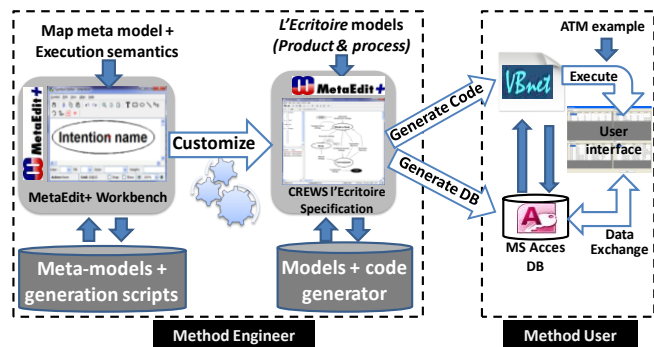 Map meta model +
Execution semantics
L'Ecritoire models
(Product & process)
ATM example
MetaEdit+
Intention name
MetaEdit+ Workbench
Customize
MetaEdit+
CREWS l'Ecritoire
Specification
Generate Code
Generate DB
VBnet
Execute
User
interface
A
MS Acces
DB
Data
Exchange
Meta-models +
generation scripts
Models + code
generator
Method Engineer
Method User